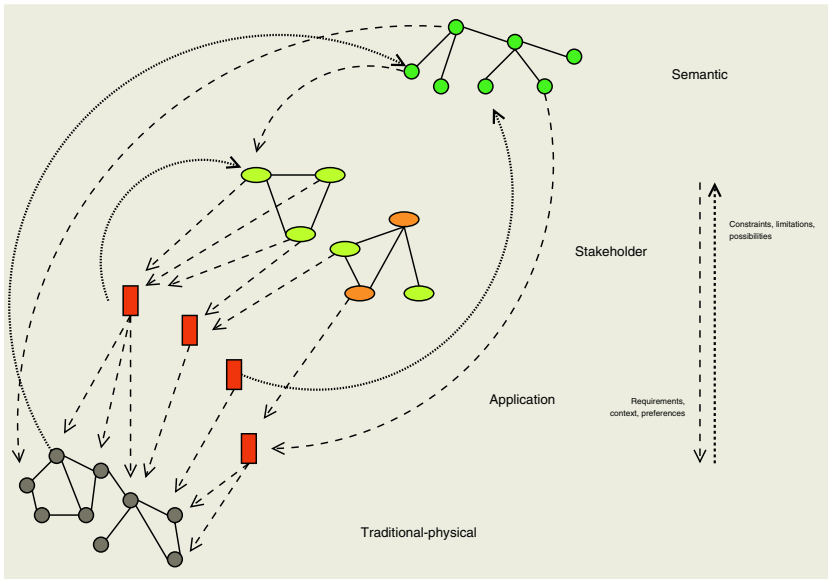 Semantic
Constraints, limitations,
possibilities
Stakeholder
Application
Requirements,
context, preferences
Traditional-physical